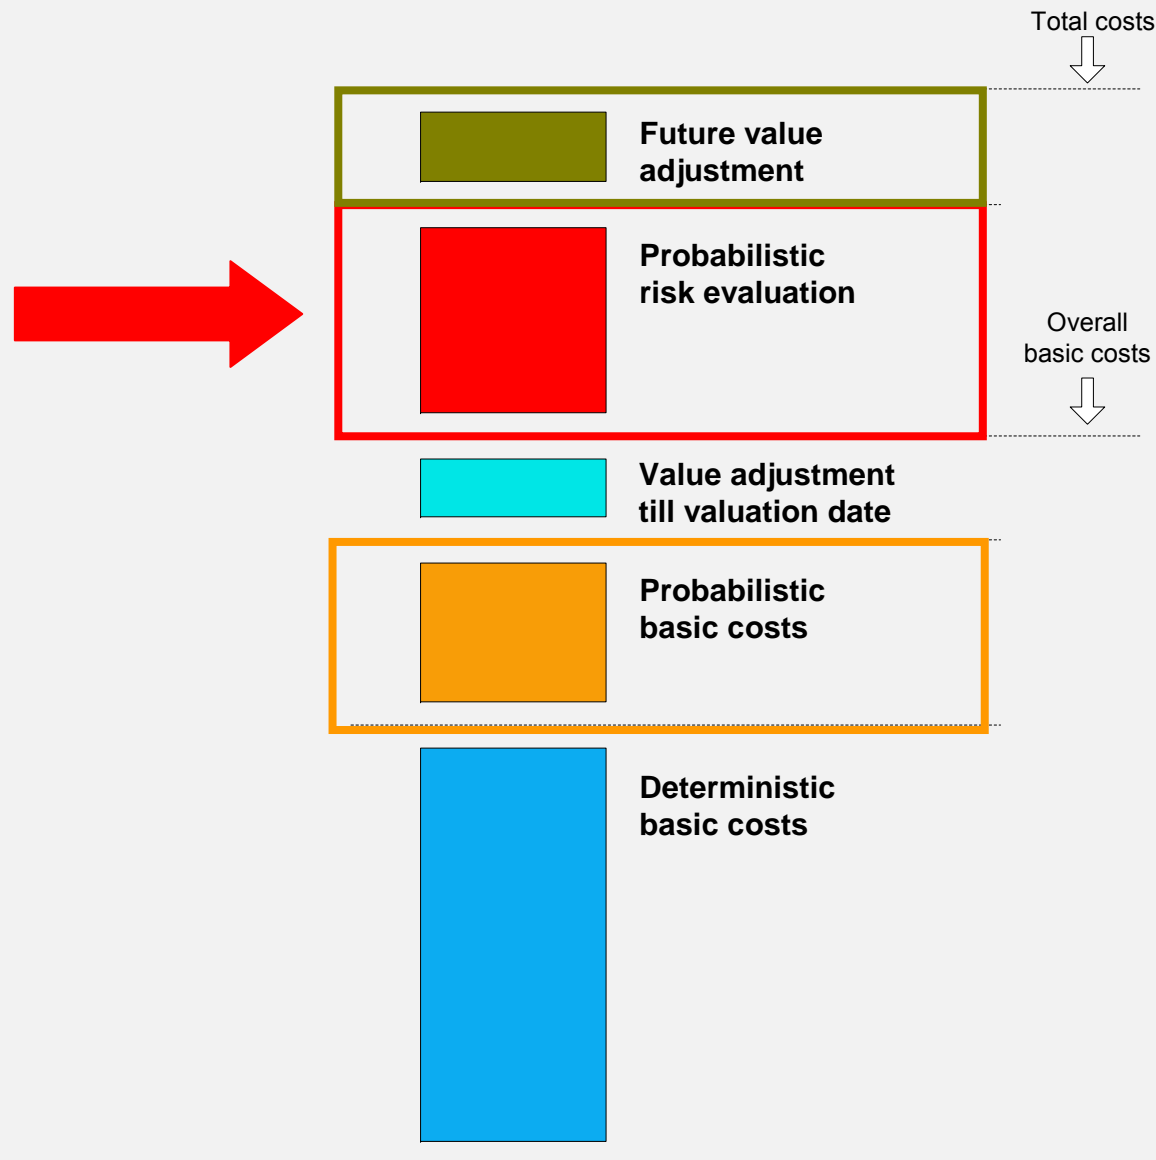 Total costs
Future value
adjustment
Probabilistic
risk evaluation
Overall
basic costs
Value adjustment
till valuation date
Probabilistic
basic costs
Deterministic
basic costs